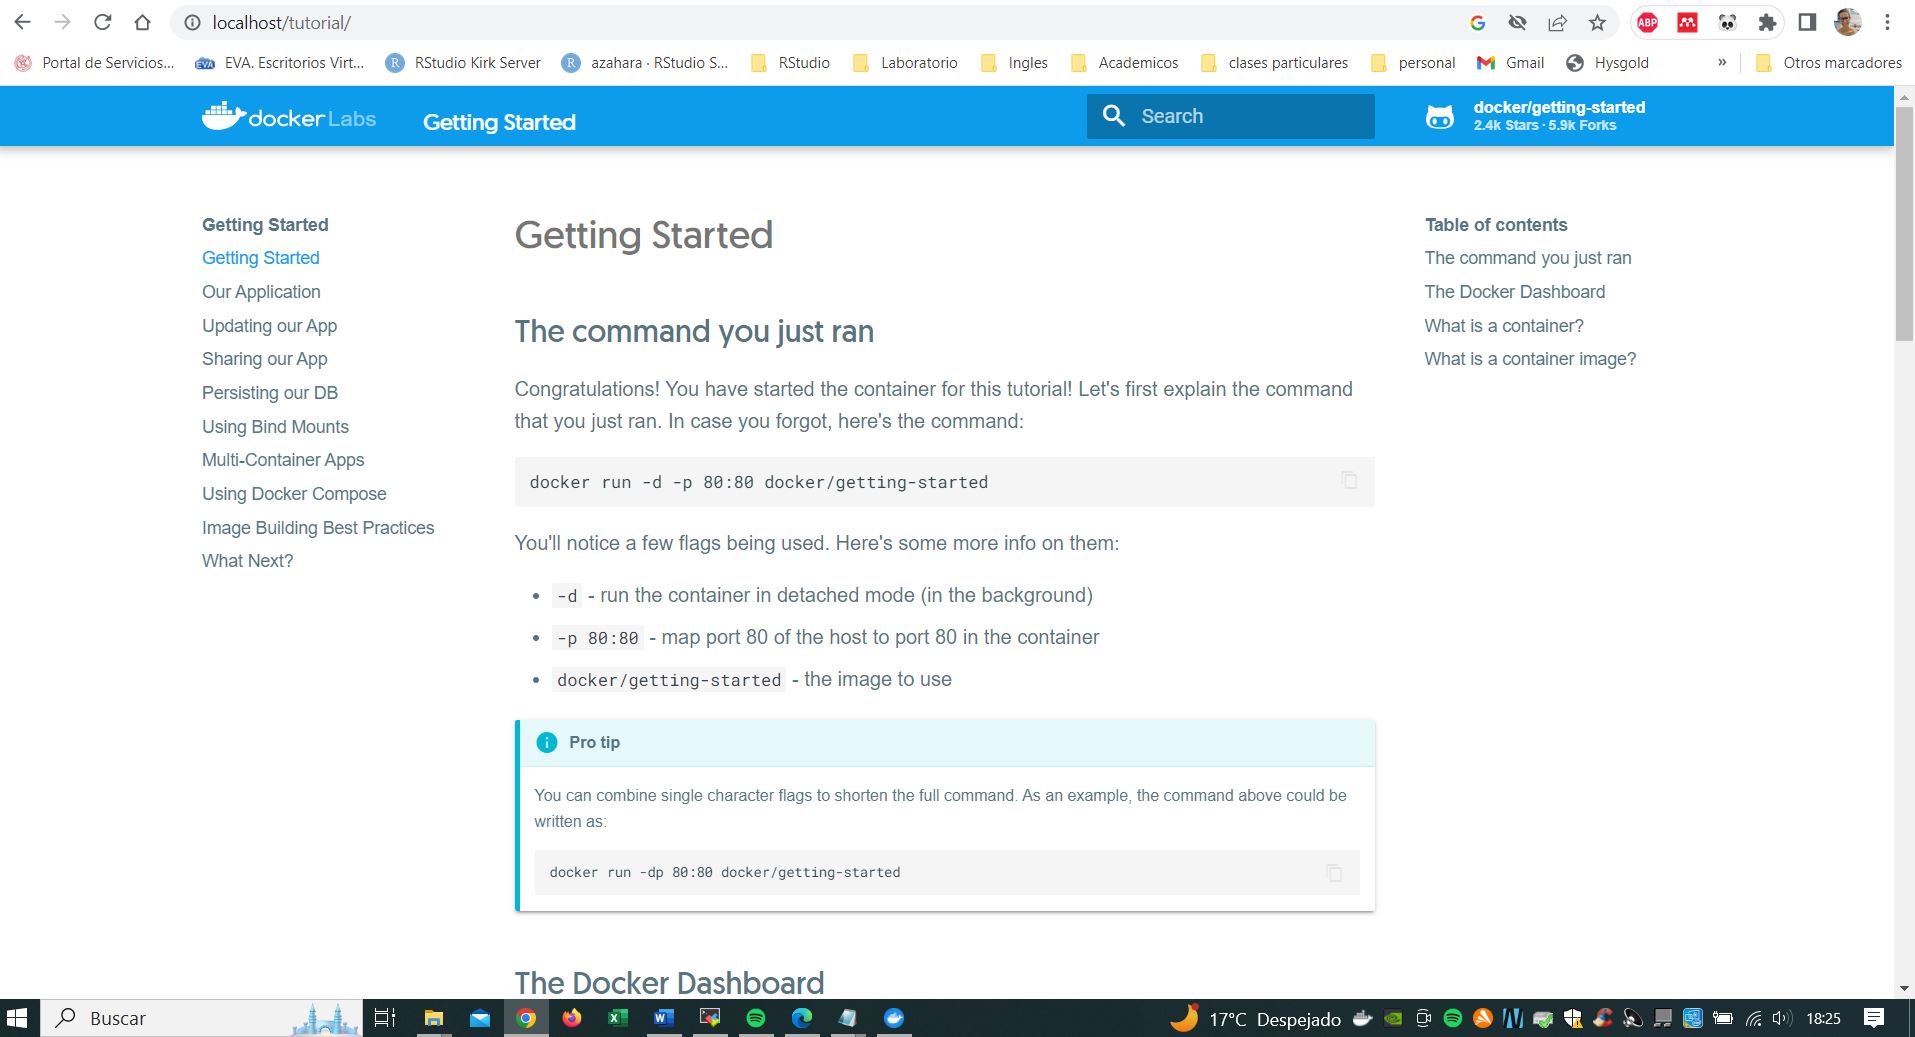 localhost/tutorial/
ABP
Portal de Servicios...
EVA
EVA. Escritorios Virt...
R
RStudio Kirk Server
R
azahara · RStudio S...
RStudio
Laboratorio
Ingles
Academicos
clases particulares
personal
Gmail
Hysgold
»
Otros marcadores
docker Labs
Getting Started
Search
docker/getting-started
2.4k Stars · 5.9k Forks
Getting Started
Getting Started
Our Application
Updating our App
Sharing our App
Persisting our DB
Using Bind Mounts
Multi-Container Apps
Using Docker Compose
Image Building Best Practices
What Next?
Getting Started
The command you just ran
Congratulations! You have started the container for this tutorial! Let's first explain the command
that you just ran. In case you forgot, here's the command:
docker run -d -p 80:80 docker/getting-started
You'll notice a few flags being used. Here's some more info on them:
• -d - run the container in detached mode (in the background)
• -p 80:80 - map port 80 of the host to port 80 in the container
• docker/getting-started - the image to use
Pro tip
You can combine single character flags to shorten the full command. As an example, the command above could be
written as:
docker run -dp 80:80 docker/getting-started
The Docker Dashboard
Table of contents
The command you just ran
The Docker Dashboard
What is a container?
What is a container image?
Buscar
17°C Despejado
18:25